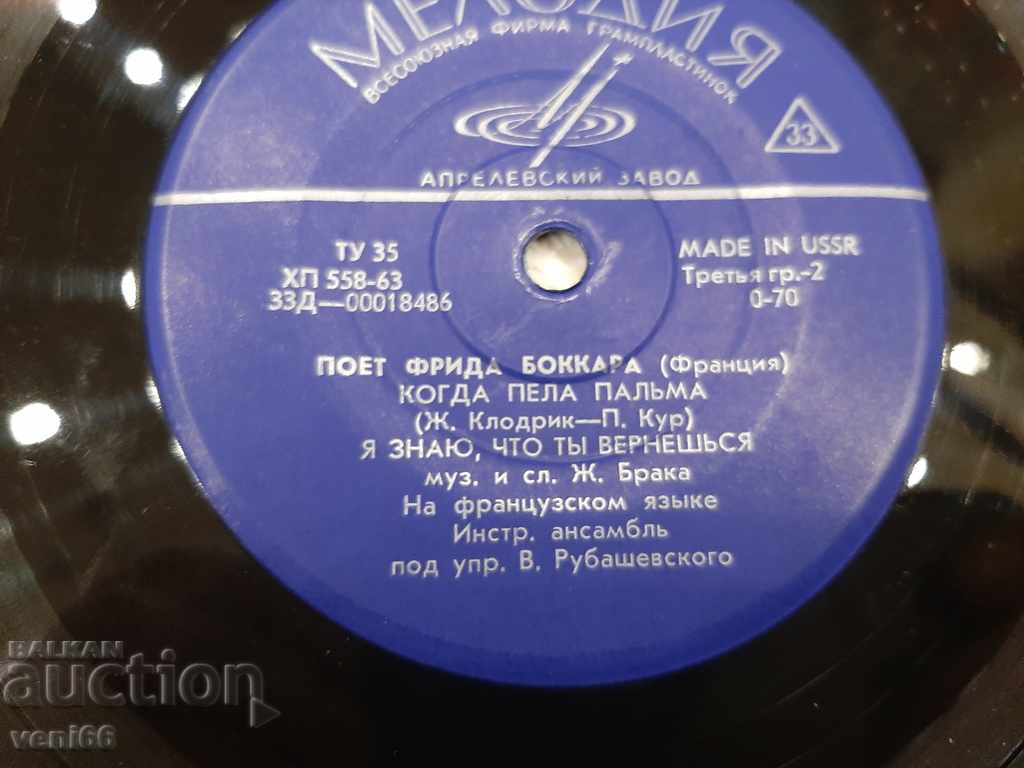 МЕЛОДИЯ
ВСЕСОЮЗНАЯ ФИРМА ГРАМПЛАСТИНОК
33
АПРЕЛЕВСКИЙ ЗАВОД
ТУ 35
ХП 558-63
33Д—00018486
MADE IN USSR
Третья гр.-2
0-70
ПОЕТ ФРИДА БОККАРА (Франция)
КОГДА ПЕЛА ПАЛЬМА
(Ж. Клодрик—П. Кур)
Я ЗНАЮ, ЧТО ТЫ ВЕРНЕШЬСЯ
муз. и сл. Ж. Брака
На французском языке
Инстр. ансамбль
под упр. В. Рубашевского
BALKAN
auction
veni66